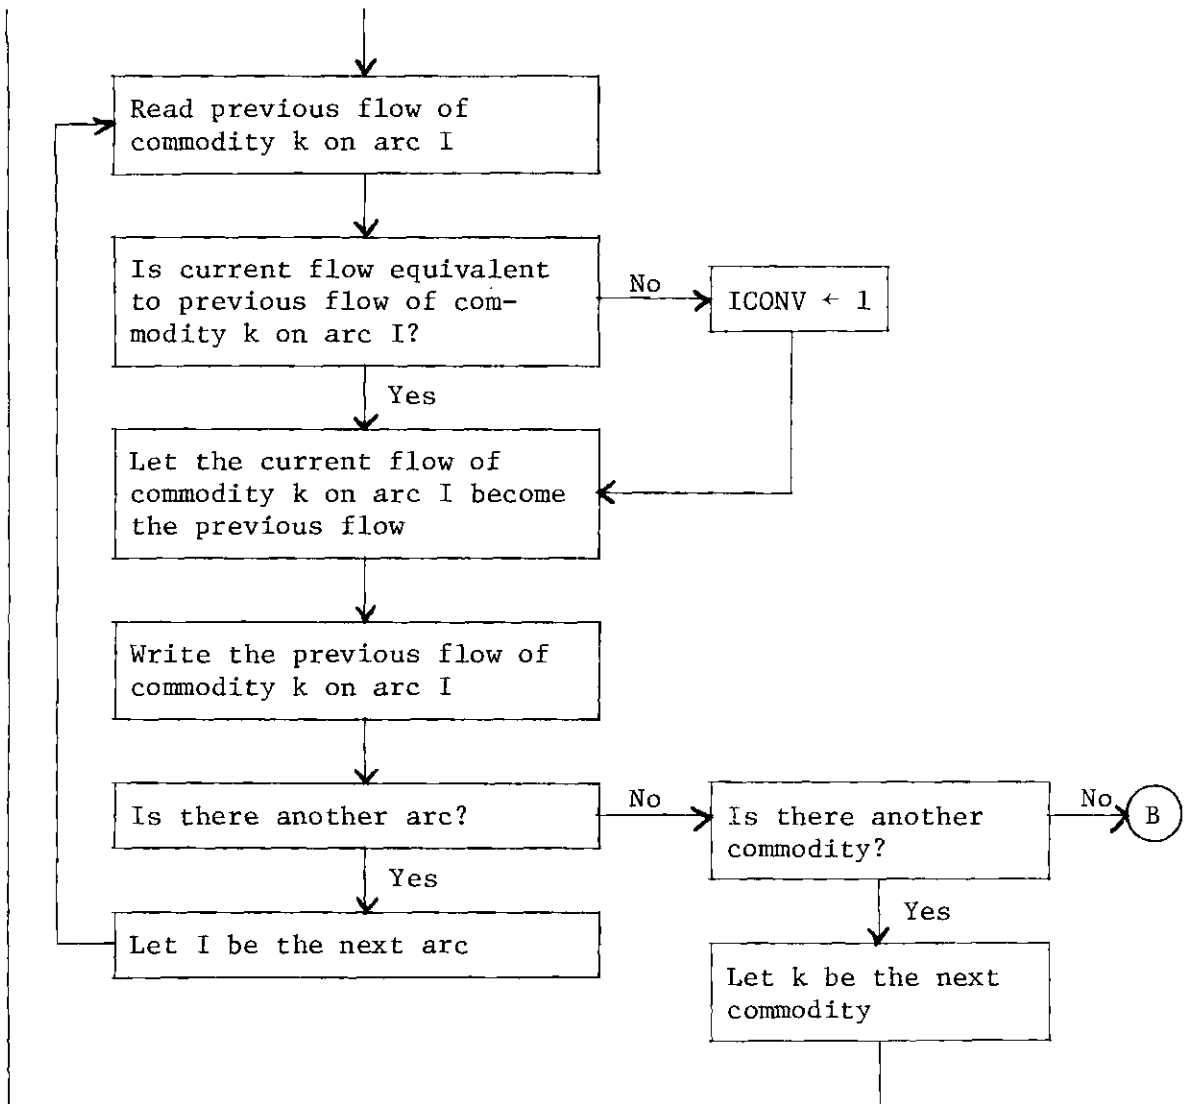 Read previous flow of
commodity k on arc I
Is current flow equivalent
to previous flow of com-
modity k on arc I?
No
ICONV ← 1
Yes
Let the current flow of
commodity k on arc I become
the previous flow
Write the previous flow of
commodity k on arc I
Is there another arc?
No
Is there another
commodity?
No
B
Yes
Let I be the next arc
Yes
Let k be the next
commodity